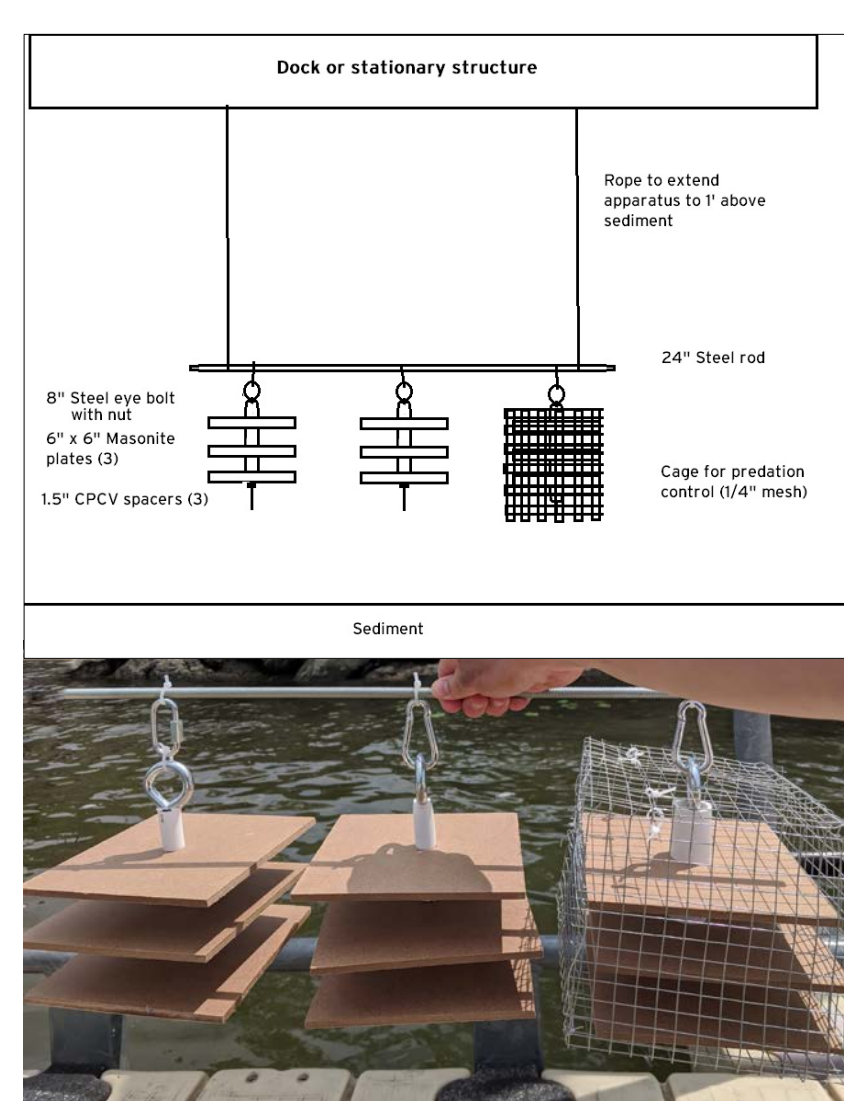 Dock or stationary structure
Rope to extend
apparatus to 1' above
sediment
24" Steel rod
8" Steel eye bolt
with nut
6" x 6" Masonite
plates (3)
1.5" CPCV spacers (3)
Cage for predation
control (1/4" mesh)
Sediment